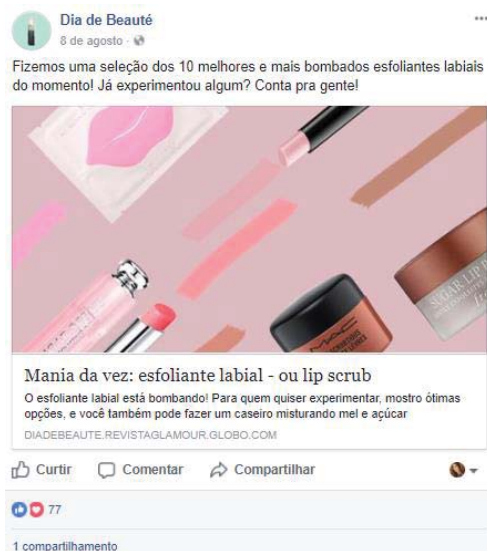 Dia de Beauté
8 de agosto ·
Fizemos uma seleção dos 10 melhores e mais bombados esfoliantes labiais
do momento! Já experimentou algum? Conta pra gente!
SUGAR LIP
MAC
Mania da vez: esfoliante labial - ou lip scrub
O esfoliante labial está bombando! Para quem quiser experimentar, mostro ótimas
opções, e você também pode fazer um caseiro misturando mel e açúcar
DIADEBEAUTE.REVISTAGLAMOUR.GLOBO.COM
Curtir Comentar Compartilhar
77
1 compartilhamento